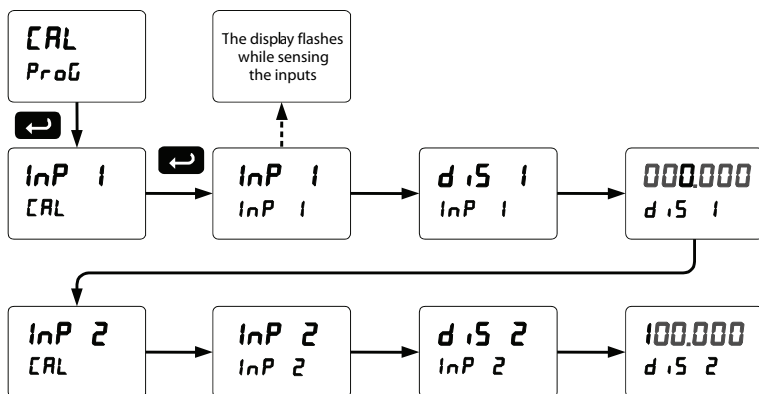 CAL
ProG
The display flashes
while sensing
the inputs
InP 1
CAL
InP 1
InP 1
diS 1
InP 1
000.000
diS 1
InP 2
CAL
InP 2
InP 2
diS 2
InP 2
100.000
diS 2